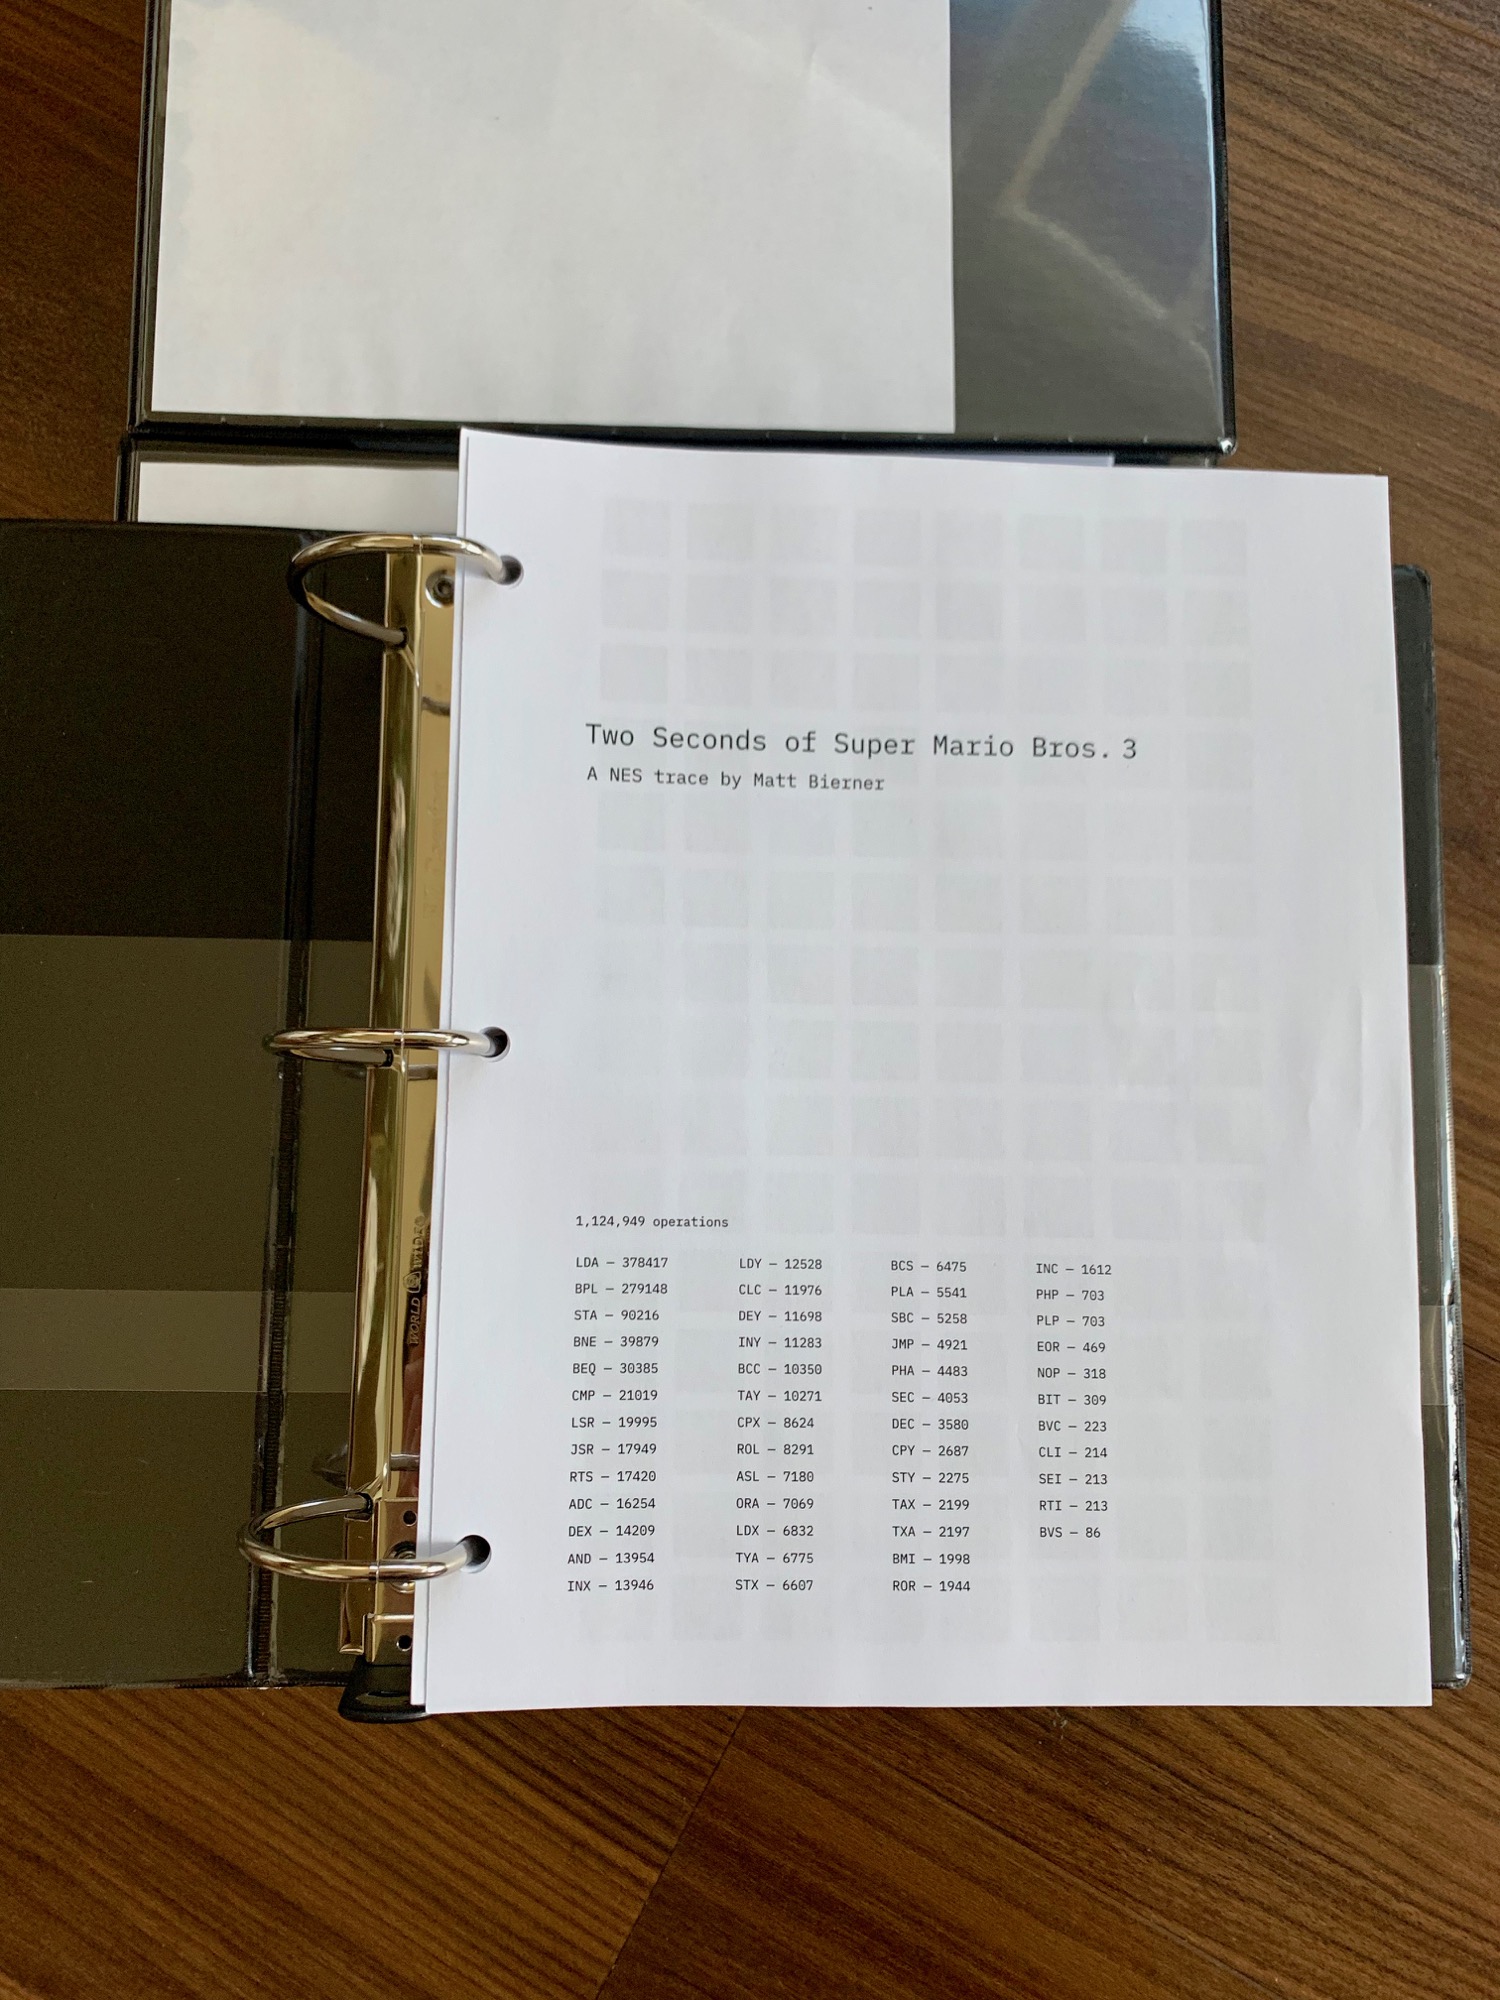 Two Seconds of Super Mario Bros. 3
A NES trace by Matt Bierner
1,124,949 operations
LDA – 378417
BPL – 279148
STA – 90216
BNE – 39879
BEQ – 30385
CMP – 21019
LSR – 19995
JSR – 17949
RTS – 17420
ADC – 16254
DEX – 14209
AND – 13954
INX – 13946
LDY – 12528
CLC – 11976
DEY – 11698
INY – 11283
BCC – 10350
TAY – 10271
CPX – 8624
ROL – 8291
ASL – 7180
ORA – 7069
LDX – 6832
TYA – 6775
STX – 6607
BCS – 6475
PLA – 5541
SBC – 5258
JMP – 4921
PHA – 4483
SEC – 4053
DEC – 3580
CPY – 2687
STY – 2275
TAX – 2199
TXA – 2197
BMI – 1998
ROR – 1944
INC – 1612
PHP – 703
PLP – 703
EOR – 469
NOP – 318
BIT – 309
BVC – 223
CLI – 214
SEI – 213
RTI – 213
BVS – 86
WORLD WIDE®